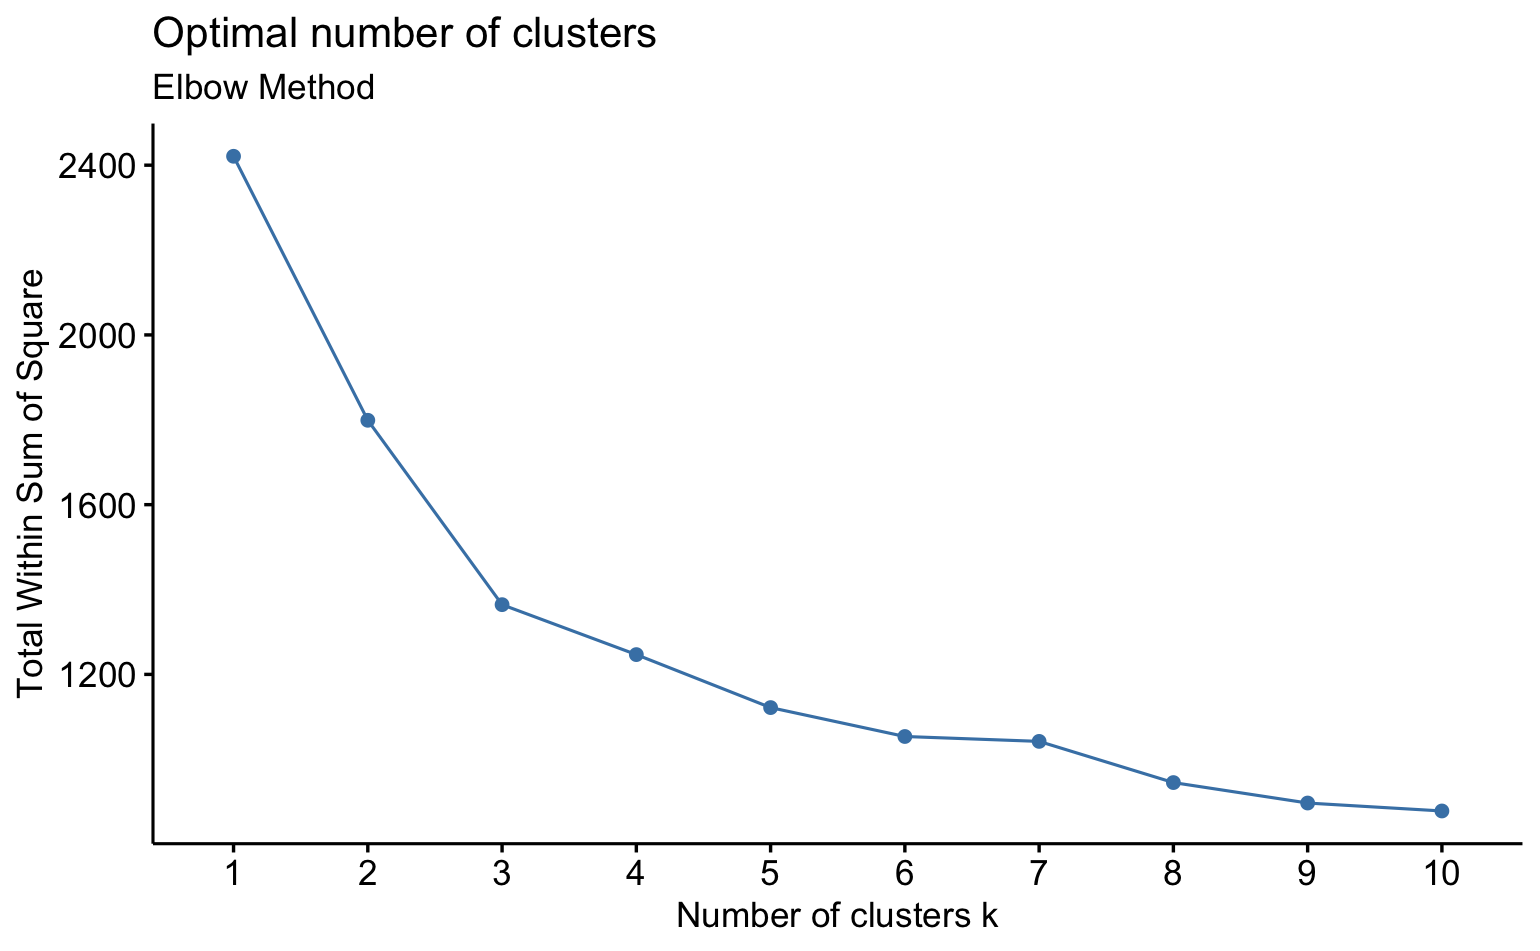 Optimal number of clusters
Elbow Method
Total Within Sum of Square
2400
2000
1600
1200
1 2 3 4 5 6 7 8 9 10
Number of clusters k